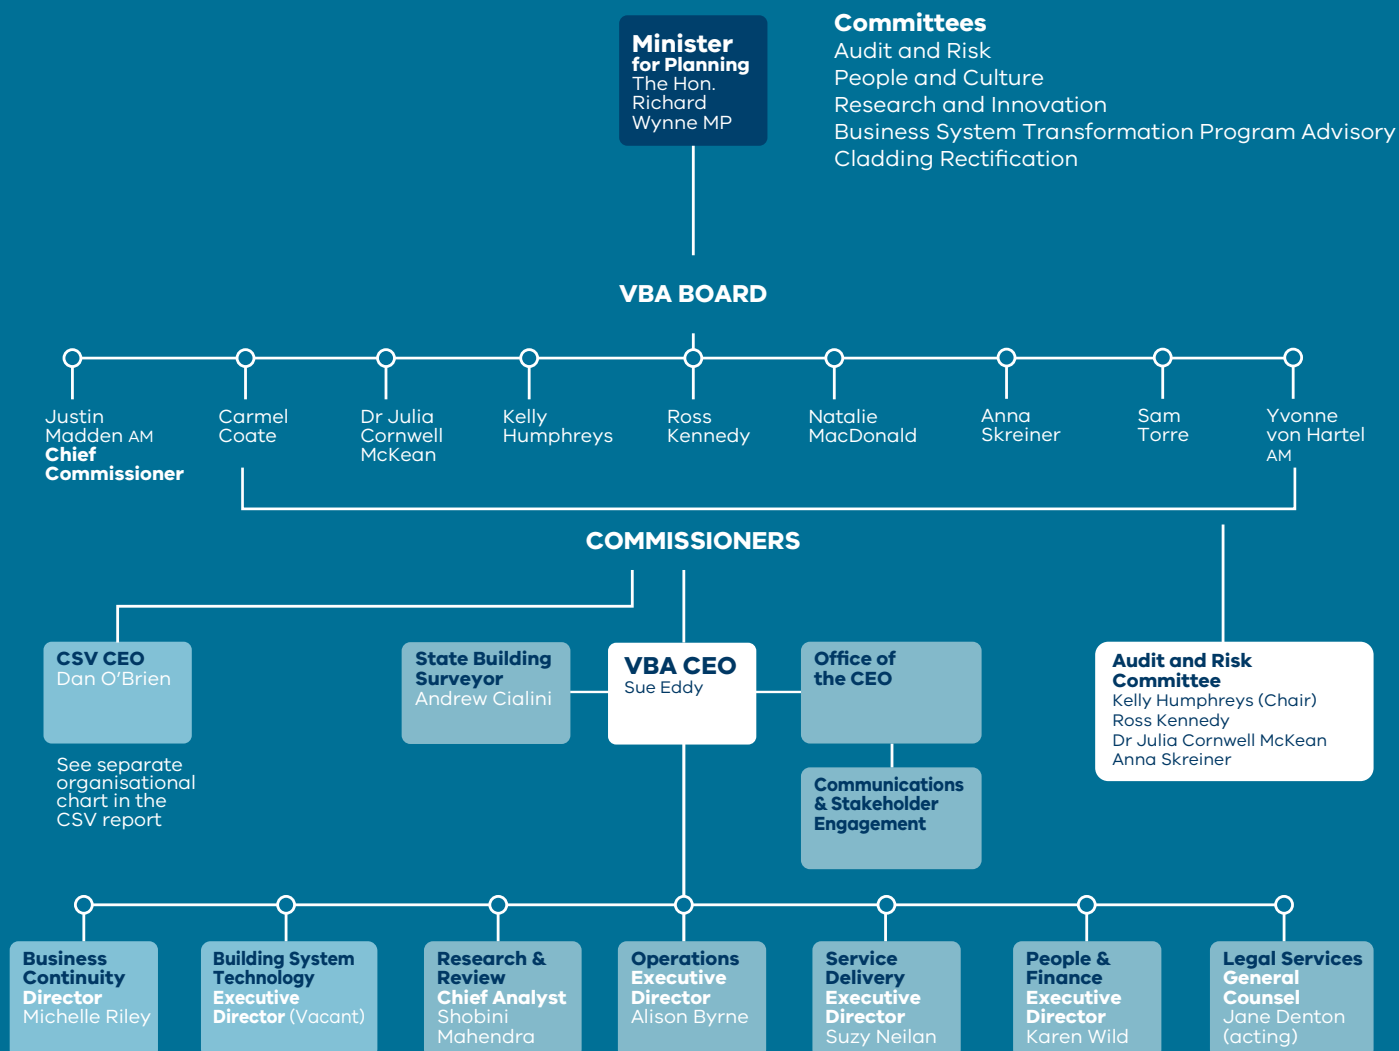 Minister
for Planning
The Hon.
Richard
Wynne MP
Committees
Audit and Risk
People and Culture
Research and Innovation
Business System Transformation Program Advisory
Cladding Rectification
VBA BOARD
Justin
Madden AM
Chief
Commissioner
Carmel
Coate
Dr Julia
Cornwell
McKean
Kelly
Humphreys
Ross
Kennedy
Natalie
MacDonald
Anna
Skreiner
Sam
Torre
Yvonne
von Hartel
AM
COMMISSIONERS
CSV CEO
Dan O’Brien
See separate
organisational
chart in the
CSV report
State Building
Surveyor
Andrew Cialini
VBA CEO
Sue Eddy
Office of
the CEO
Communications
& Stakeholder
Engagement
Audit and Risk
Committee
Kelly Humphreys (Chair)
Ross Kennedy
Dr Julia Cornwell McKean
Anna Skreiner
Business
Continuity
Director
Michelle Riley
Building System
Technology
Executive
Director (Vacant)
Research &
Review
Chief Analyst
Shobini
Mahendra
Operations
Executive
Director
Alison Byrne
Service
Delivery
Executive
Director
Suzy Neilan
People &
Finance
Executive
Director
Karen Wild
Legal Services
General
Counsel
Jane Denton
(acting)